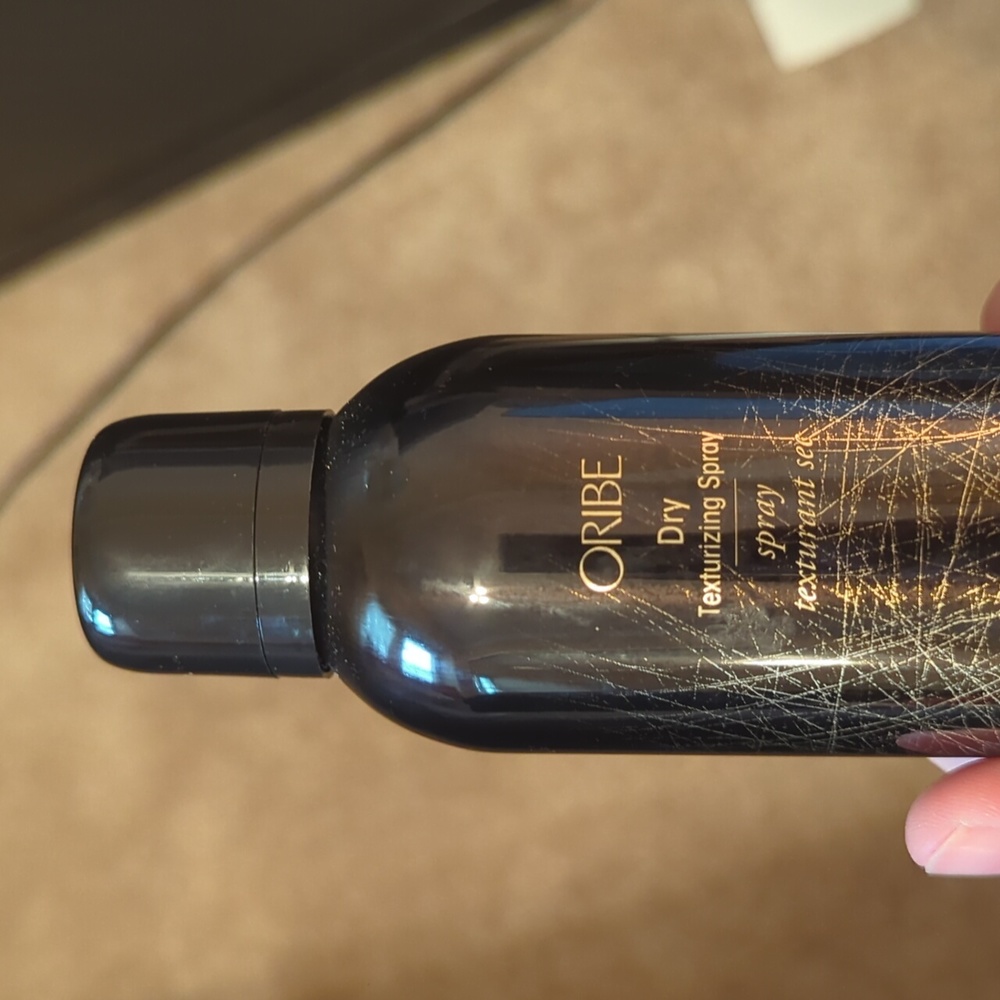 ORIBE
Dry
Texturizing Spray
spray
texturant sec